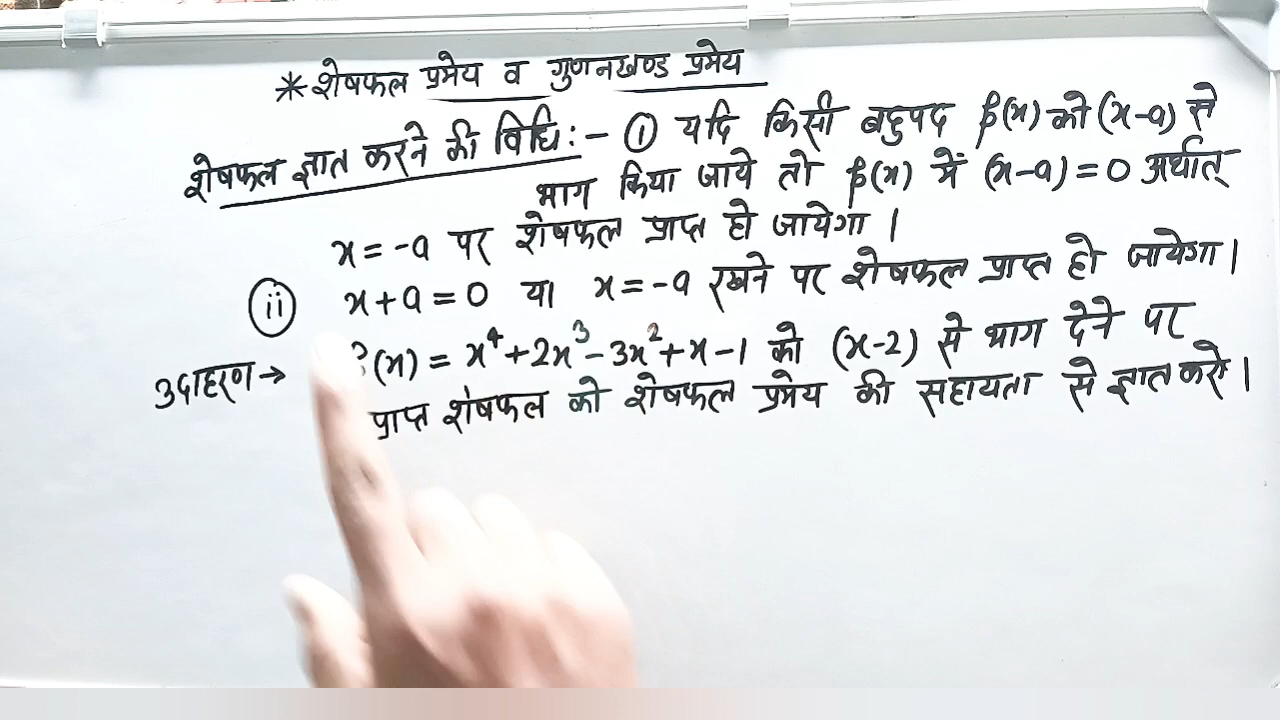 * शेषफल प्रमेय व गुणनखण्ड प्रमेय
शेषफल ज्ञात करने की विधि:- ① यदि किसी बहुपद p(x) को (x-a) से
भाग किया जाये तो p(x) में (x-a) = 0 अर्थात्
x = -a पर शेषफल प्राप्त हो जायेगा।
ii x+a = 0 या x = -a रखने पर शेषफल प्राप्त हो जायेगा।
उदाहरण → (x) = x⁴+2x³-3x²+x-1 को (x-2) से भाग देने पर
प्राप्त शेषफल को शेषफल प्रमेय की सहायता से ज्ञात करो।